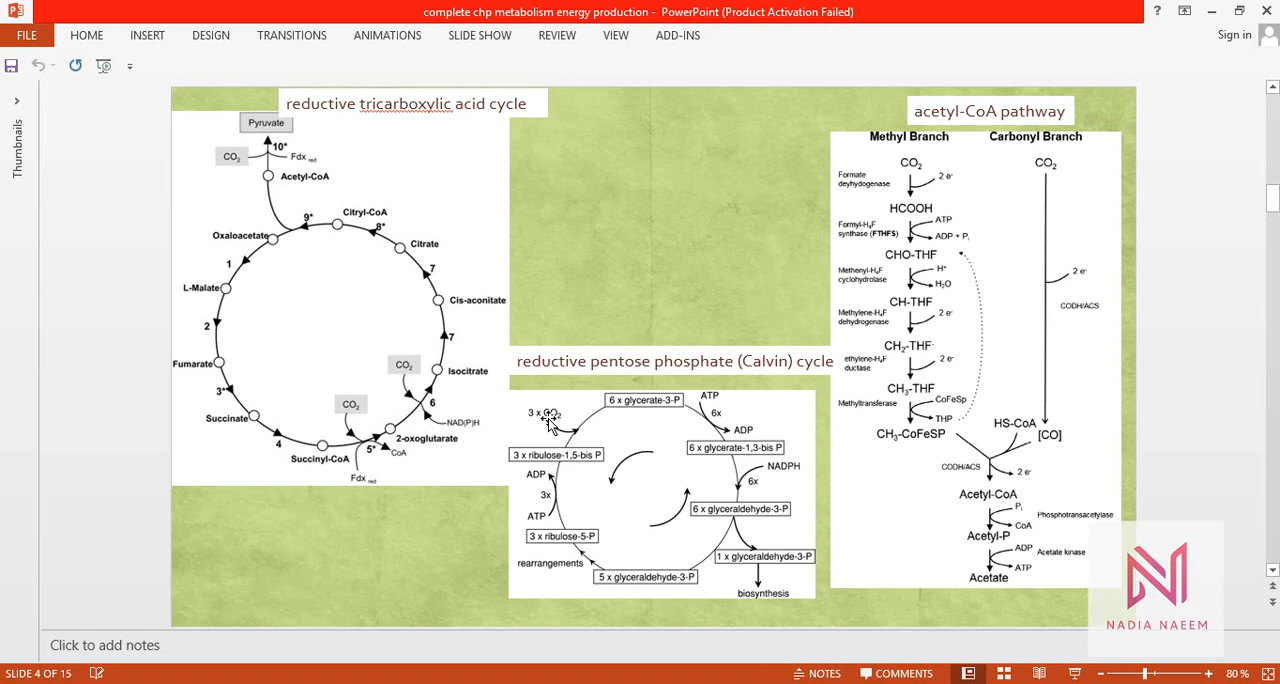 complete chp metabolism energy production - PowerPoint (Product Activation Failed)
FILE HOME INSERT DESIGN TRANSITIONS ANIMATIONS SLIDE SHOW REVIEW VIEW ADD-INS
Sign in
Thumbnails
reductive tricarboxylic acid cycle
Pyruvate
10*
CO2
Fdx red
Acetyl-CoA
9*
Citryl-CoA
8*
Oxaloacetate
Citrate
1
7
L-Malate
Cis-aconitate
2
7
Fumarate
CO2
Isocitrate
3*
CO2
6
NAD(P)H
Succinate
2-oxoglutarate
4
5*
CoA
Succinyl-CoA
Fdx red
reductive pentose phosphate (Calvin) cycle
3 x CO2
6 x glycerate-3-P
ATP
6x
ADP
3 x ribulose-1,5-bis P
6 x glycerate-1,3-bis P
ADP
NADPH
3x
6x
ATP
6 x glyceraldehyde-3-P
3 x ribulose-5-P
1 x glyceraldehyde-3-P
rearrangements
5 x glyceraldehyde-3-P
biosynthesis
acetyl-CoA pathway
Methyl Branch Carbonyl Branch
CO2 CO2
Formate
deyhydogenase
2 e-
HCOOH
Formyl-H4F
synthase (FTHFS)
ATP
ADP + Pi
CHO-THF
Methenyl-H4F
cyclohydrolase
H+
H2O
2 e-
CH-THF
CODH/ACS
Methylene-H4F
dehydrogenase
2 e-
CH2-THF
ethylene-H4F
ductase
2 e-
CH3-THF
Methyltransferase
CoFeSp
THP
CH3-CoFeSP
HS-CoA
[CO]
CODH/ACS
2 e-
Acetyl-CoA
Pi
Phosphotransacetylase
CoA
Acetyl-P
ADP
Acetate kinase
ATP
Acetate
NADIA NAEEM
Click to add notes
SLIDE 4 OF 15 NOTES COMMENTS 80 %